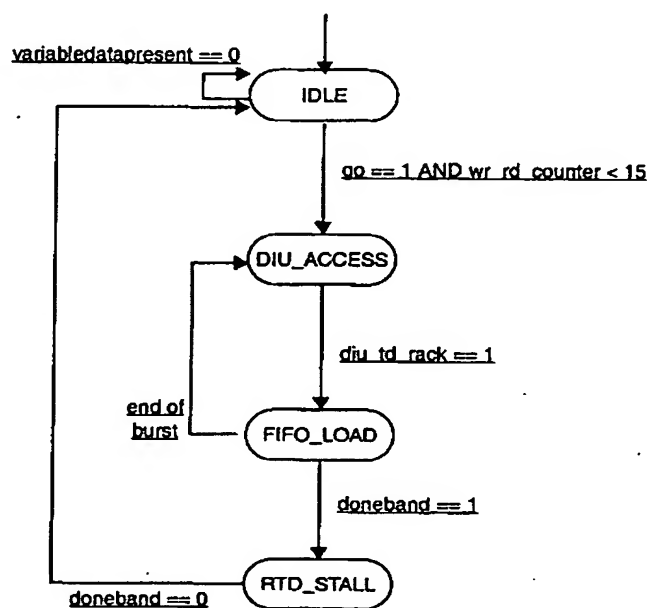 variabledatapresent == 0
IDLE
go == 1 AND wr_rd_counter < 15
DIU_ACCESS
diu_td_rack == 1
end of
burst
FIFO_LOAD
doneband == 1
RTD_STALL
doneband == 0